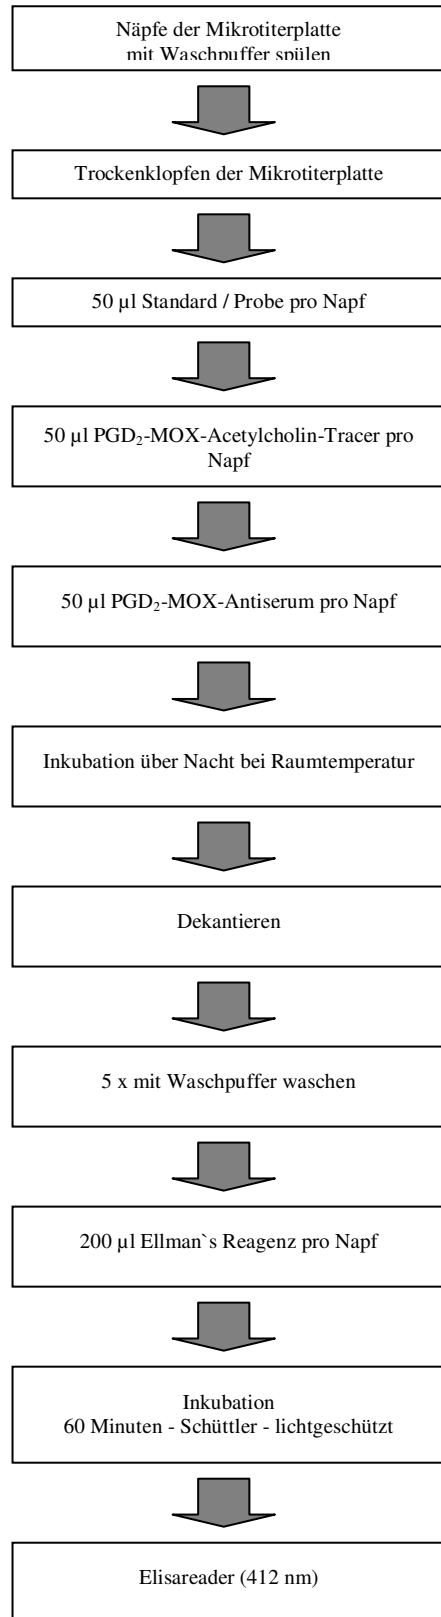 Näpfe der Mikrotiterplatte
mit Waschpuffer spülen
Trockenklopfen der Mikrotiterplatte
50 µl Standard / Probe pro Napf
50 µl PGD₂-MOX-Acetylcholin-Tracer pro
Napf
50 µl PGD₂-MOX-Antiserum pro Napf
Inkubation über Nacht bei Raumtemperatur
Dekantieren
5 x mit Waschpuffer waschen
200 µl Ellman`s Reagenz pro Napf
Inkubation
60 Minuten - Schüttler - lichtgeschützt
Elisareader (412 nm)